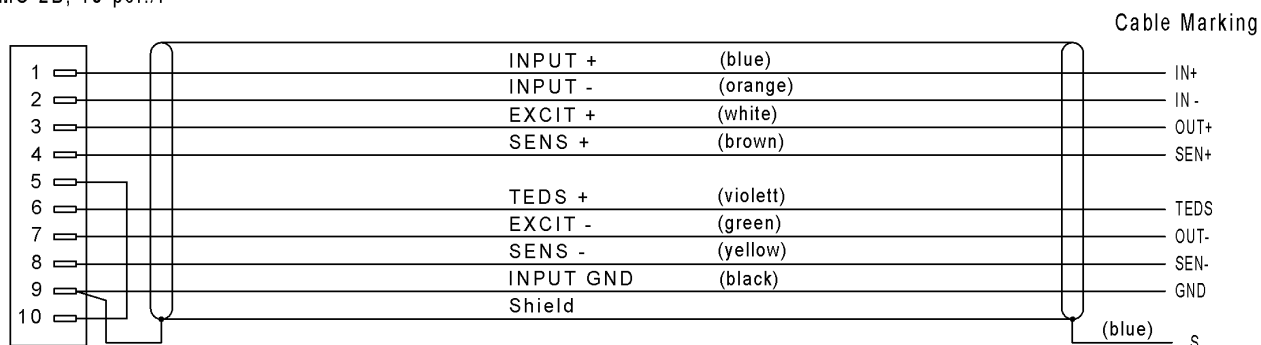 Cable Marking
1 INPUT + (blue) IN+
2 INPUT - (orange) IN -
3 EXCIT + (white) OUT+
4 SENS + (brown) SEN+
5
6 TEDS + (violett) TEDS
7 EXCIT - (green) OUT-
8 SENS - (yellow) SEN-
9 INPUT GND (black) GND
Shield
10
(blue) S